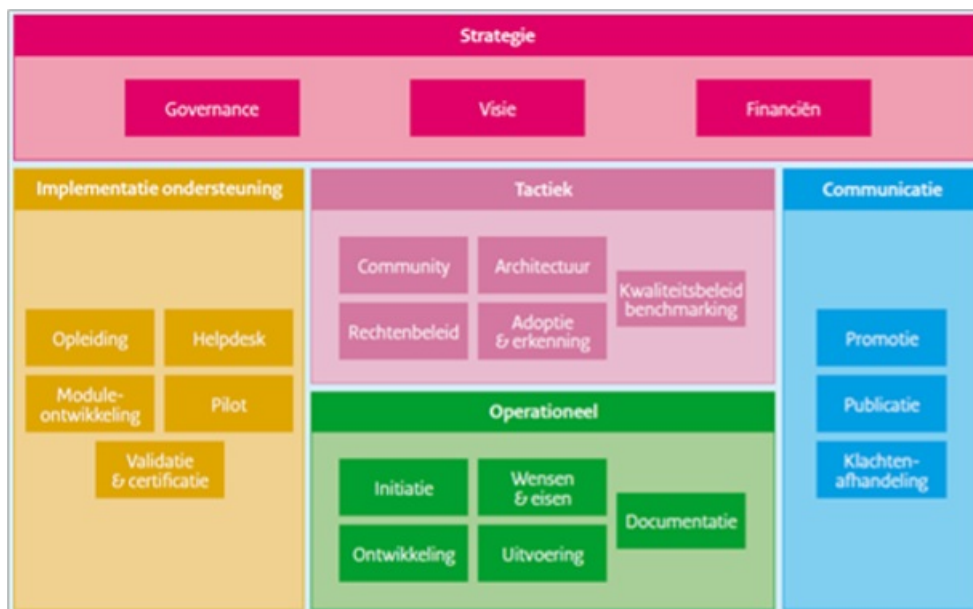 Strategie
Governance
Visie
Financiën
Implementatie ondersteuning
Opleiding
Helpdesk
Module-
ontwikkeling
Pilot
Validatie
& certificatie
Tactiek
Community
Architectuur
Rechtenbeleid
Adoptie
& erkenning
Kwaliteitsbeleid
benchmarking
Operationeel
Initiatie
Wensen
& eisen
Ontwikkeling
Uitvoering
Documentatie
Communicatie
Promotie
Publicatie
Klachten-
afhandeling